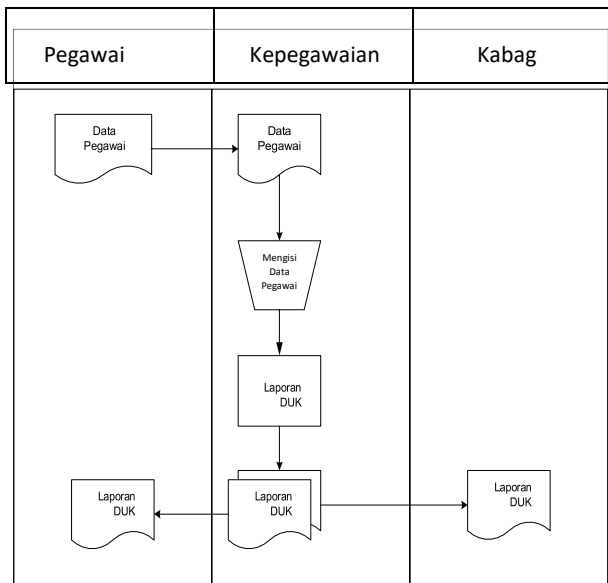 Pegawai
Kepegawaian
Kabag
Data
Pegawai
Data
Pegawai
Mengisi
Data
Pegawai
Laporan
DUK
Laporan
DUK
Laporan
DUK
Laporan
DUK